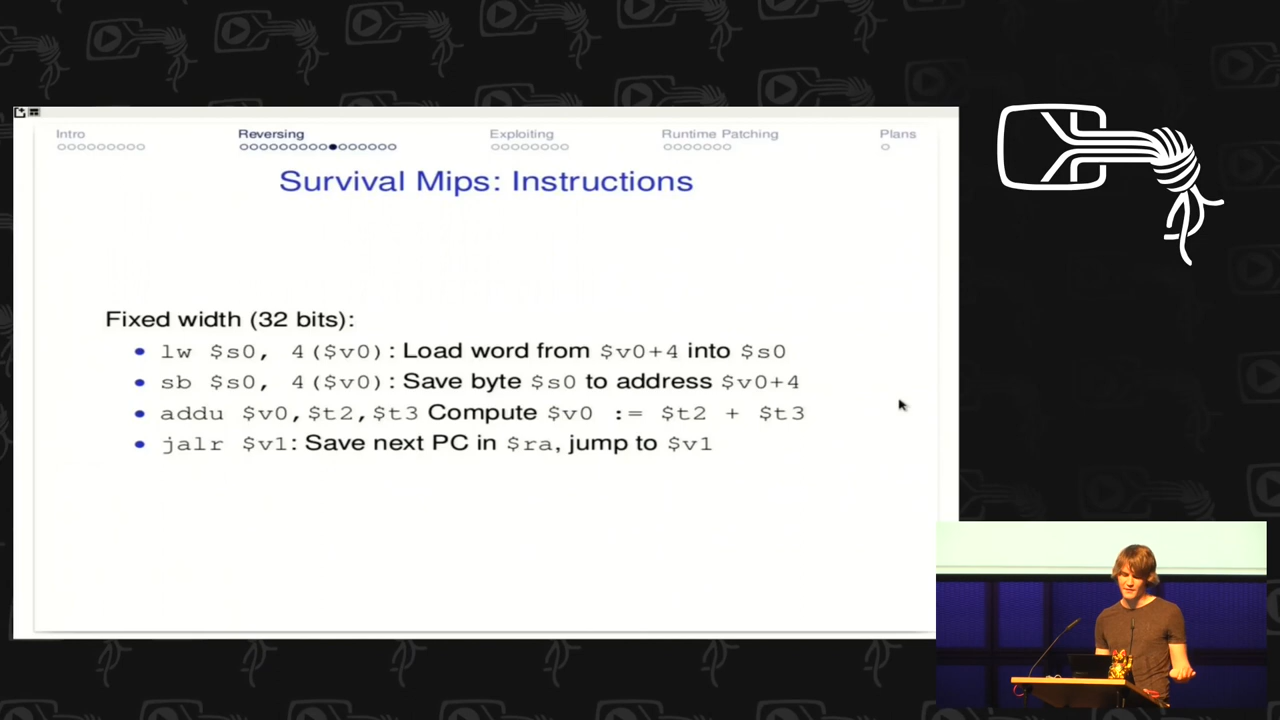 Intro Reversing Exploiting Runtime Patching Plans
Survival Mips: Instructions
Fixed width (32 bits):
lw $s0, 4($v0): Load word from $v0+4 into $s0
sb $s0, 4($v0): Save byte $s0 to address $v0+4
addu $v0,$t2,$t3 Compute $v0 := $t2 + $t3
jalr $v1: Save next PC in $ra, jump to $v1